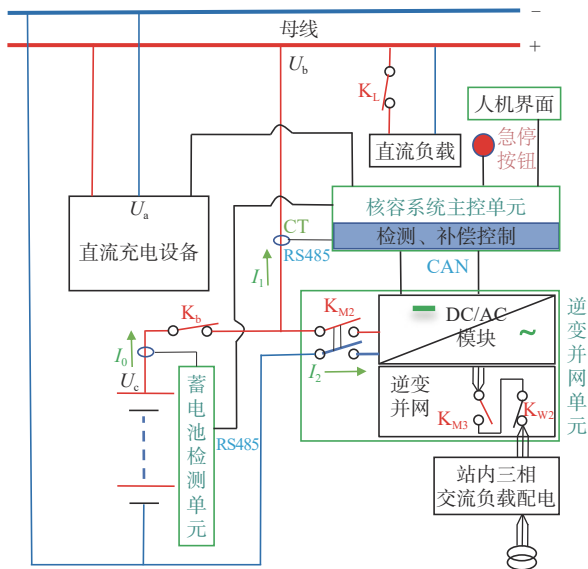 −
母线
+
U_b
K_L
人机界面
急停
按钮
直流负载
U_a
直流充电设备
核容系统主控单元
检测、补偿控制
CT
RS485
I_1
CAN
K_b
K_M2
DC/AC
模块
~
逆变并网单元
I_0
I_2
U_c
蓄电池检测单元
RS485
逆变
并网
K_M3
K_W2
站内三相
交流负载配电